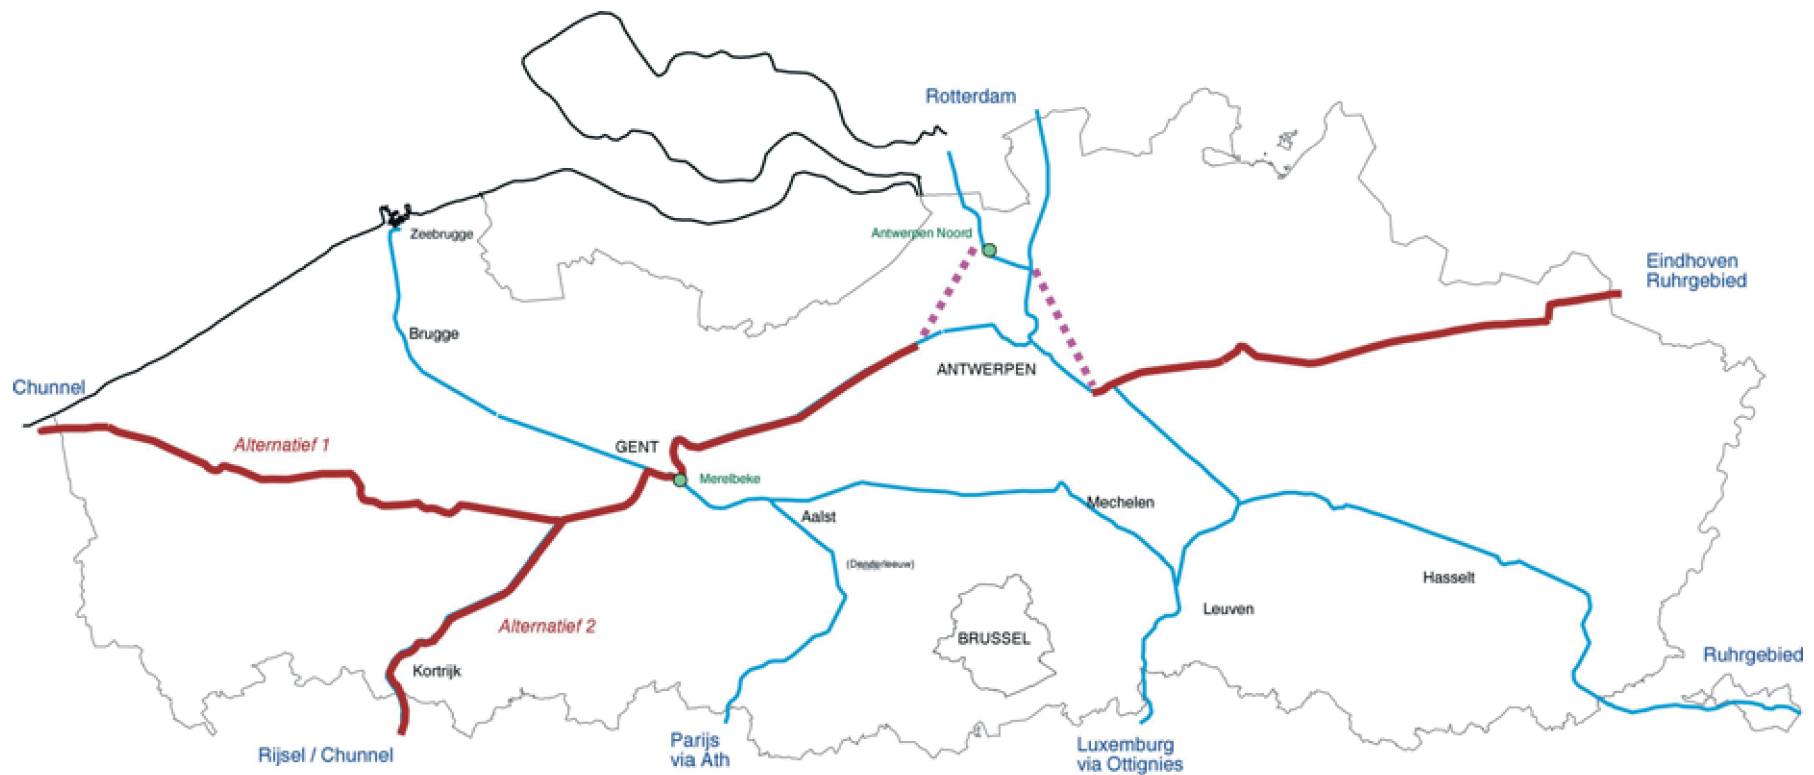 Rotterdam
Antwerpen Noord
Zeebrugge
Eindhoven
Ruhrgebied
Brugge
ANTWERPEN
Chunnel
Alternatief 1
GENT
Merelbeke
Mechelen
Aalst
(Denderleeuw)
Hasselt
Leuven
Alternatief 2
BRUSSEL
Kortrijk
Ruhrgebied
Rijsel / Chunnel
Parijs
via Ath
Luxemburg
via Ottignies